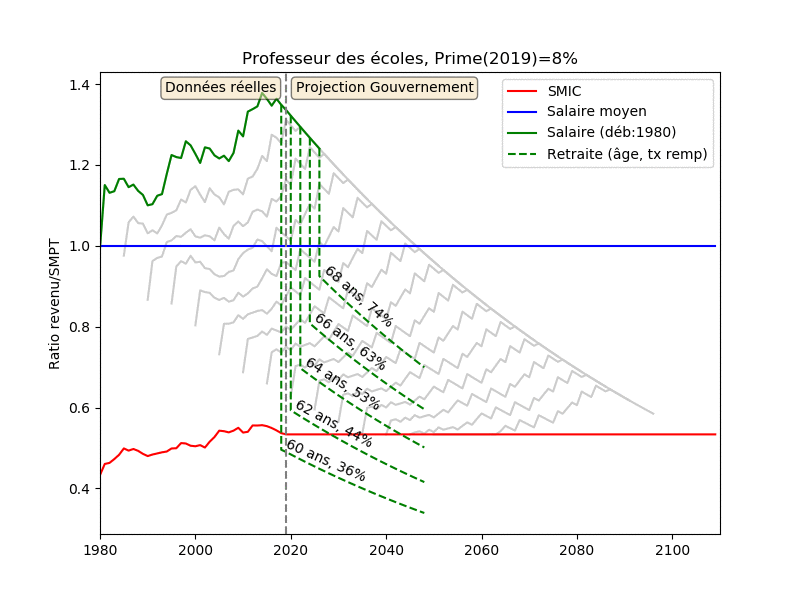 Professeur des écoles, Prime(2019)=8%
Données réelles
Projection Gouvernement
SMIC
Salaire moyen
Salaire (déb:1980)
Retraite (âge, tx remp)
Ratio revenu/SMPT
1.4
1.2
1.0
0.8
0.6
0.4
68 ans, 74%
66 ans, 63%
64 ans, 53%
62 ans, 44%
60 ans, 36%
1980
2000
2020
2040
2060
2080
2100